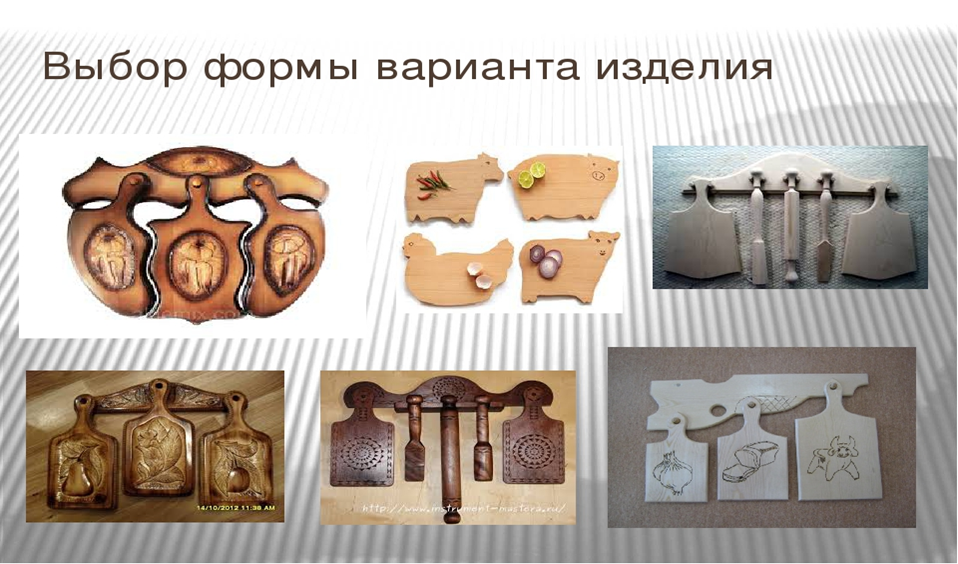 Выбор формы варианта изделия
14/10/2012 11:38 AM
http://www.instrument-mastera.ru/